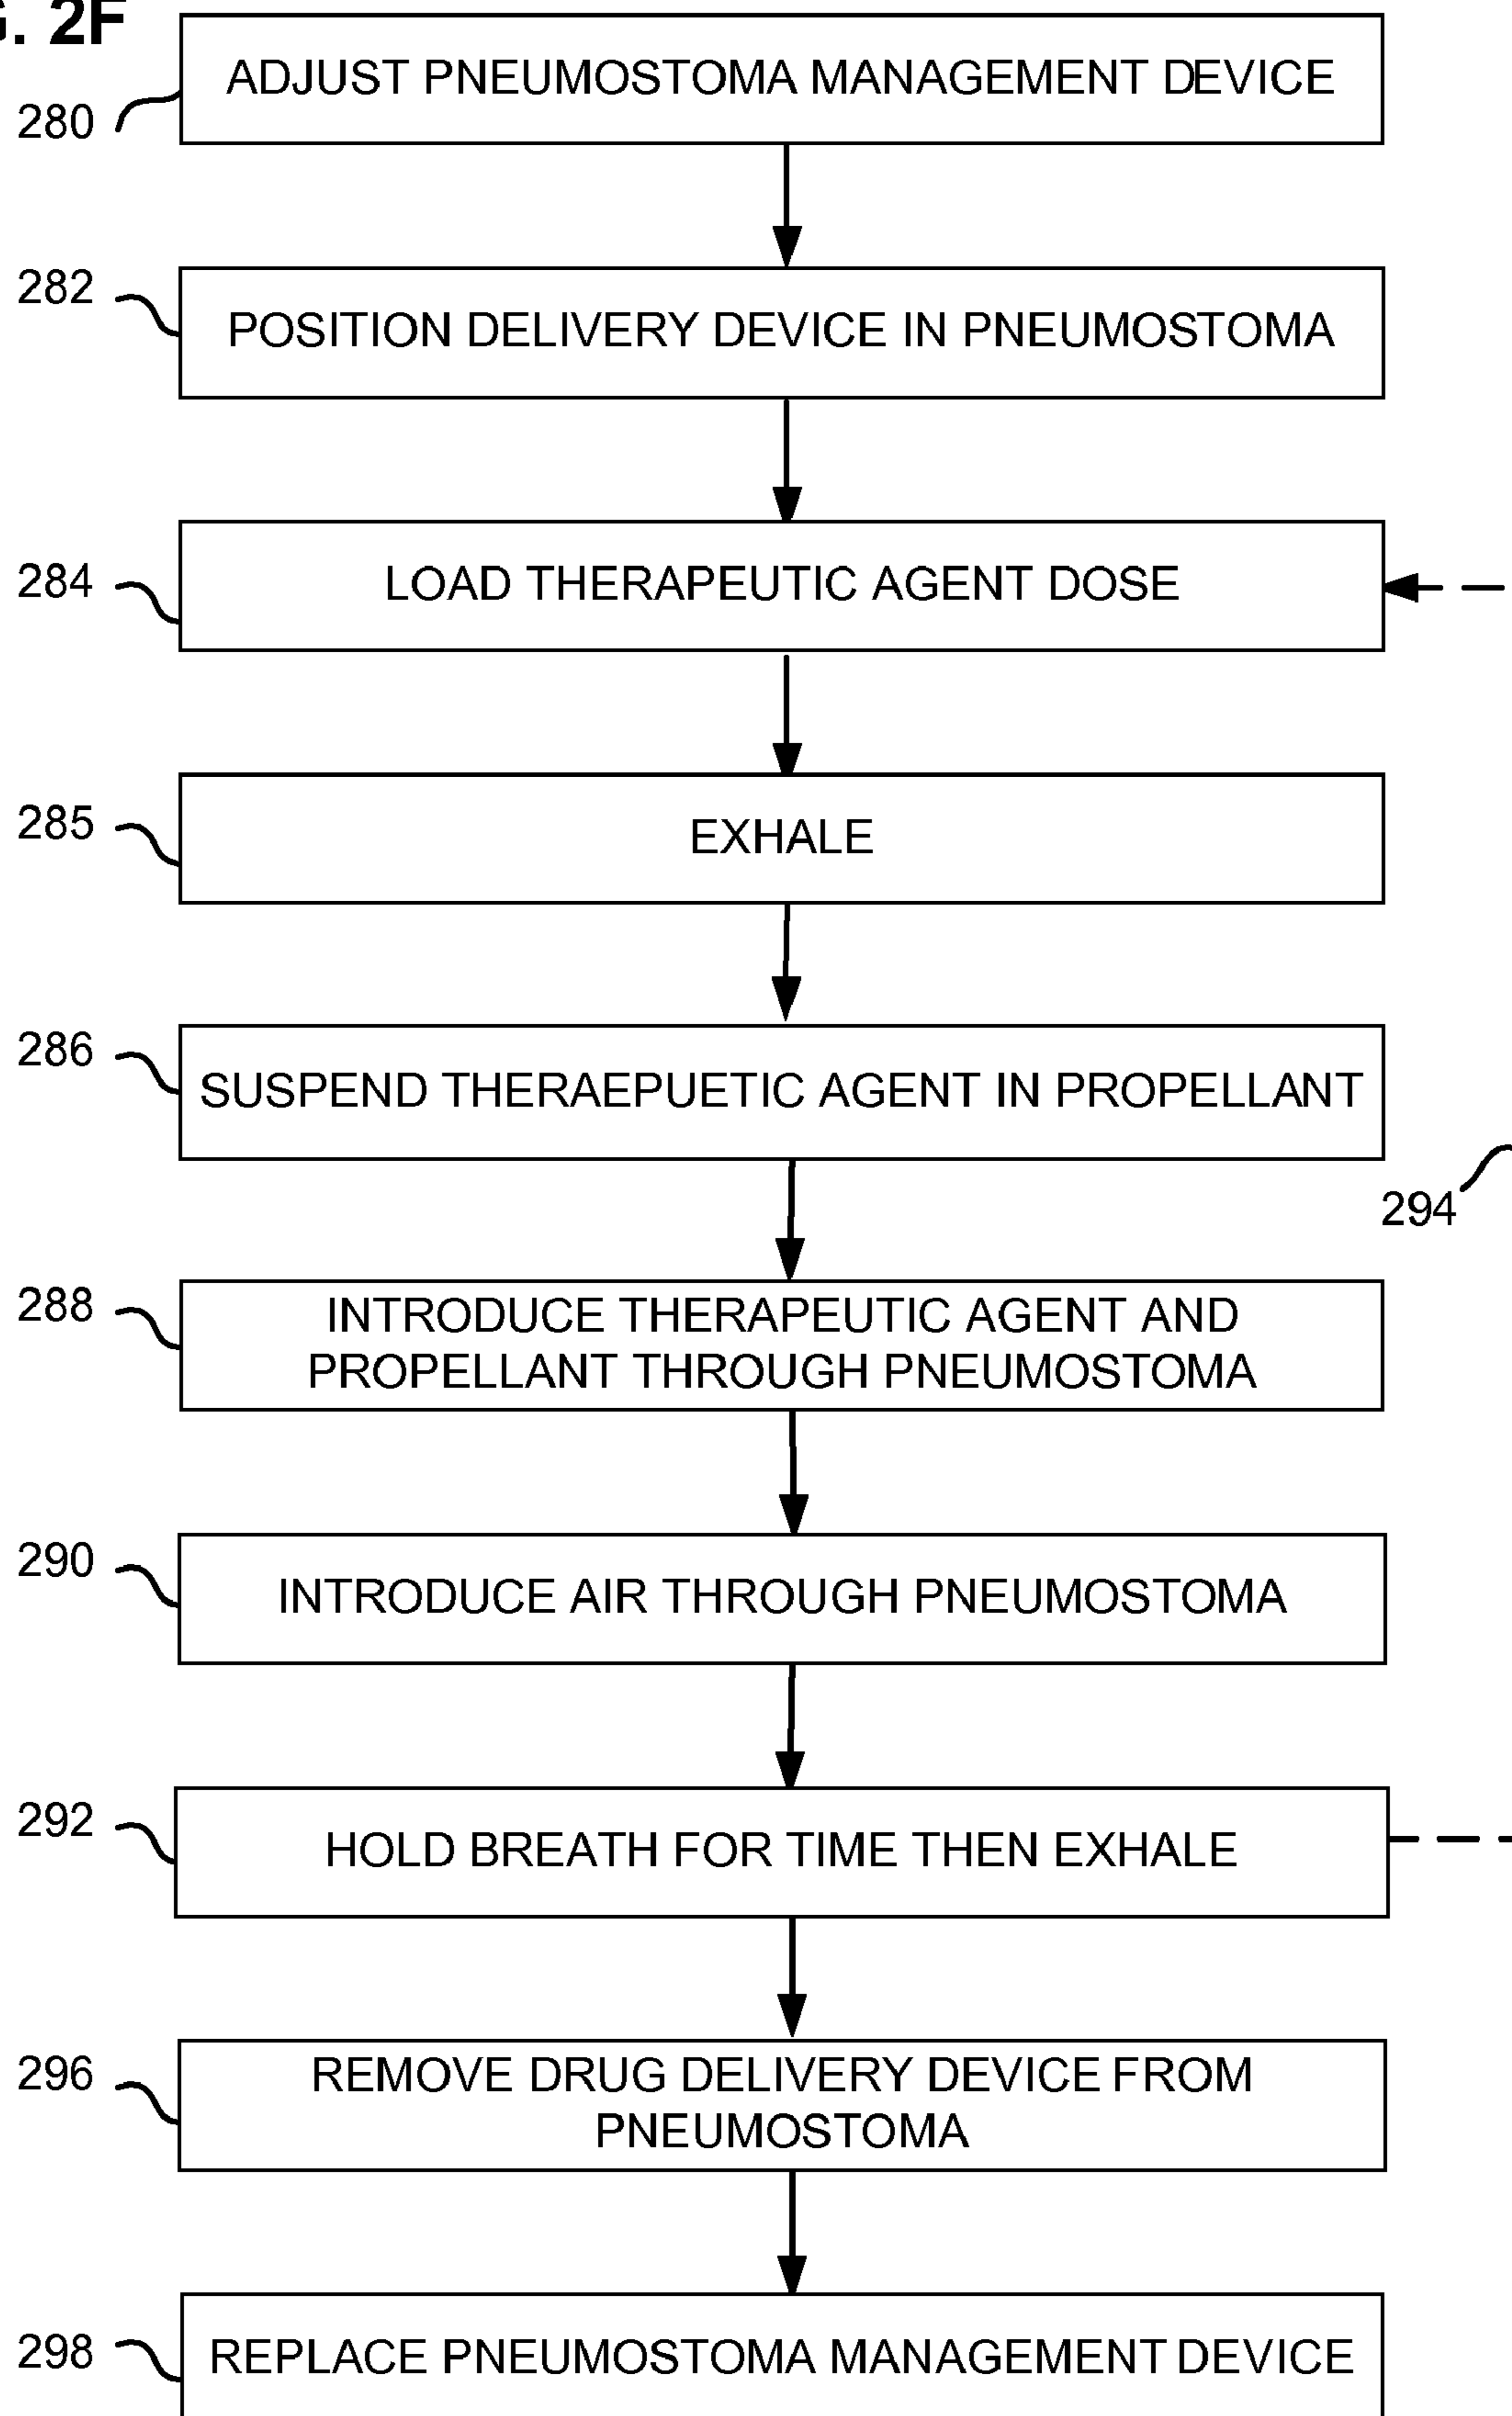 G. 2F
ADJUST PNEUMOSTOMA MANAGEMENT DEVICE
280
282
POSITION DELIVERY DEVICE IN PNEUMOSTOMA
284
LOAD THERAPEUTIC AGENT DOSE
285
EXHALE
286
SUSPEND THERAEPUETIC AGENT IN PROPELLANT
294
288
INTRODUCE THERAPEUTIC AGENT AND
PROPELLANT THROUGH PNEUMOSTOMA
290
INTRODUCE AIR THROUGH PNEUMOSTOMA
292
HOLD BREATH FOR TIME THEN EXHALE
296
REMOVE DRUG DELIVERY DEVICE FROM
PNEUMOSTOMA
298
REPLACE PNEUMOSTOMA MANAGEMENT DEVICE